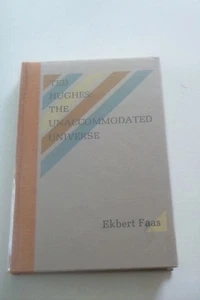 TED
HUGHES:
THE
UNACCOMMODATED
UNIVERSE
Ekbert Faas